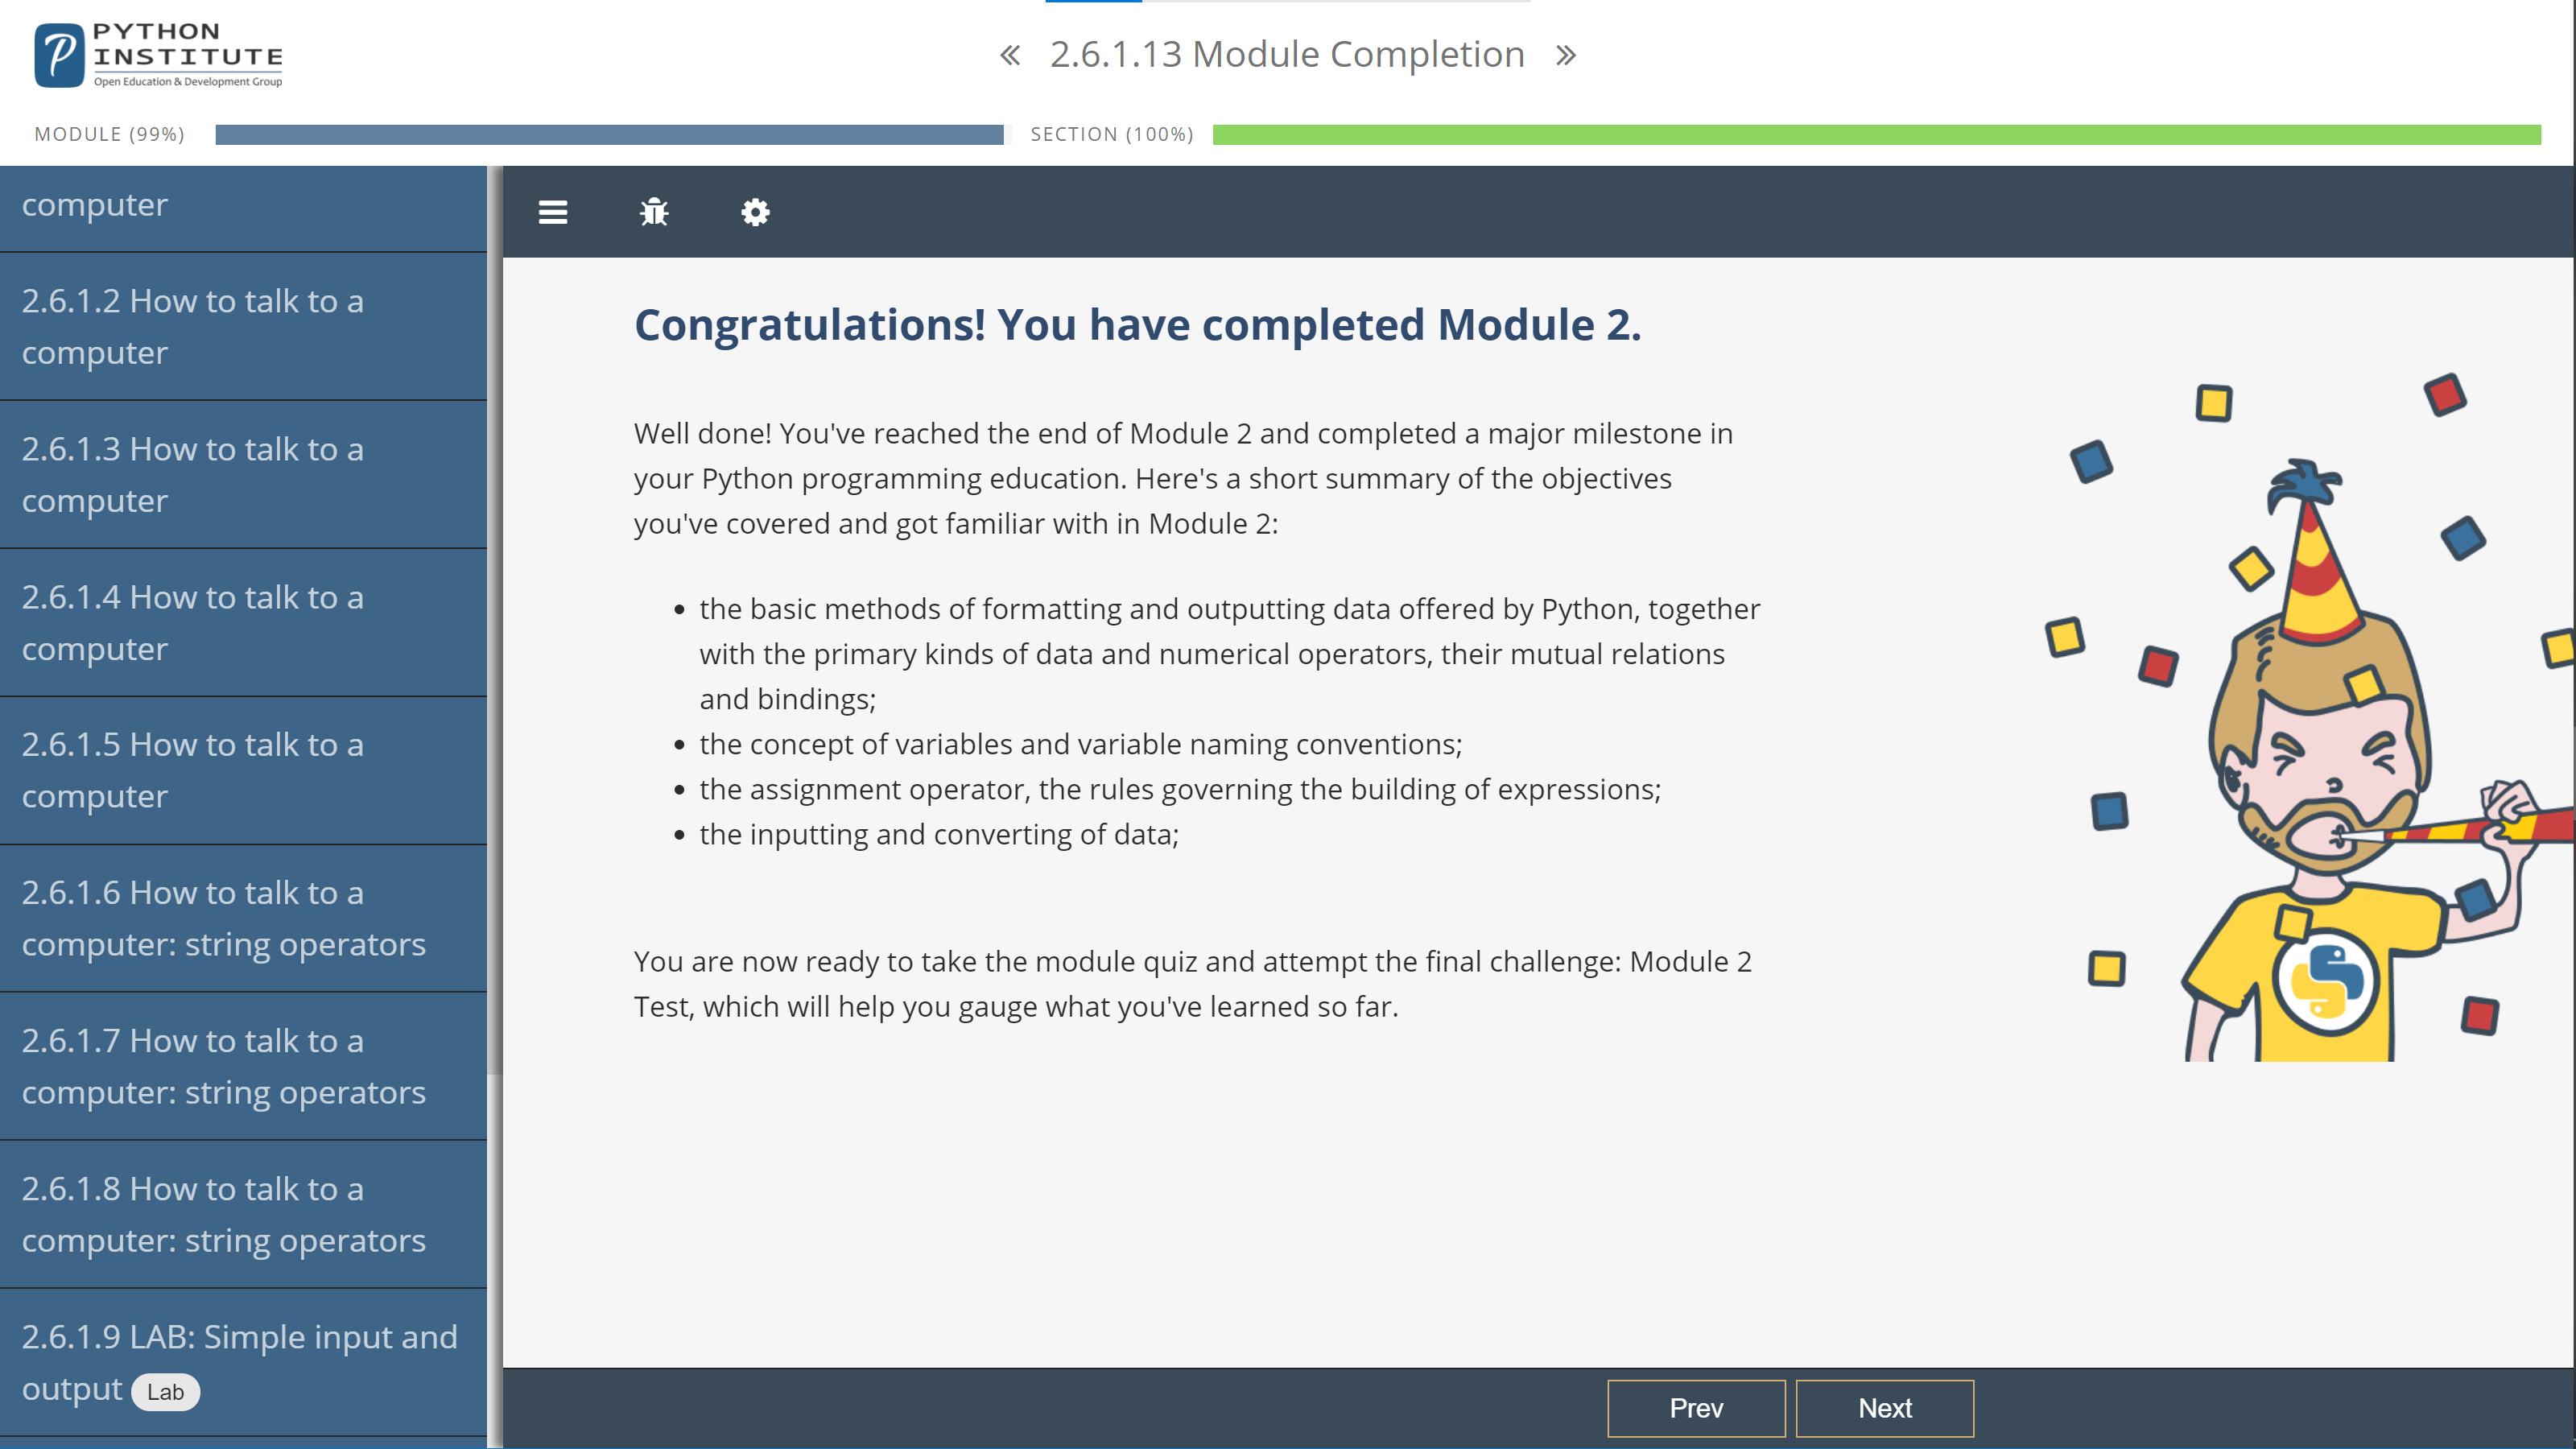 PYTHON
INSTITUTE
Open Education & Development Group
2.6.1.13 Module Completion
MODULE (99%)
SECTION (100%)
computer
2.6.1.2 How to talk to a
computer
2.6.1.3 How to talk to a
computer
2.6.1.4 How to talk to a
computer
2.6.1.5 How to talk to a
computer
2.6.1.6 How to talk to a
computer: string operators
2.6.1.7 How to talk to a
computer: string operators
2.6.1.8 How to talk to a
computer: string operators
2.6.1.9 LAB: Simple input and
output Lab
Congratulations! You have completed Module 2.
Well done! You've reached the end of Module 2 and completed a major milestone in
your Python programming education. Here's a short summary of the objectives
you've covered and got familiar with in Module 2:
• the basic methods of formatting and outputting data offered by Python, together
with the primary kinds of data and numerical operators, their mutual relations
and bindings;
• the concept of variables and variable naming conventions;
• the assignment operator, the rules governing the building of expressions;
• the inputting and converting of data;
You are now ready to take the module quiz and attempt the final challenge: Module 2
Test, which will help you gauge what you've learned so far.
Prev
Next